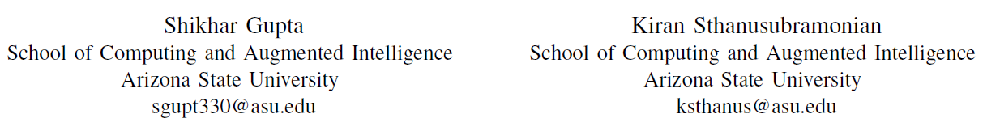 Shikhar Gupta
School of Computing and Augmented Intelligence
Arizona State University
sgupt330@asu.edu
Kiran Sthanusubramonian
School of Computing and Augmented Intelligence
Arizona State University
ksthanus@asu.edu